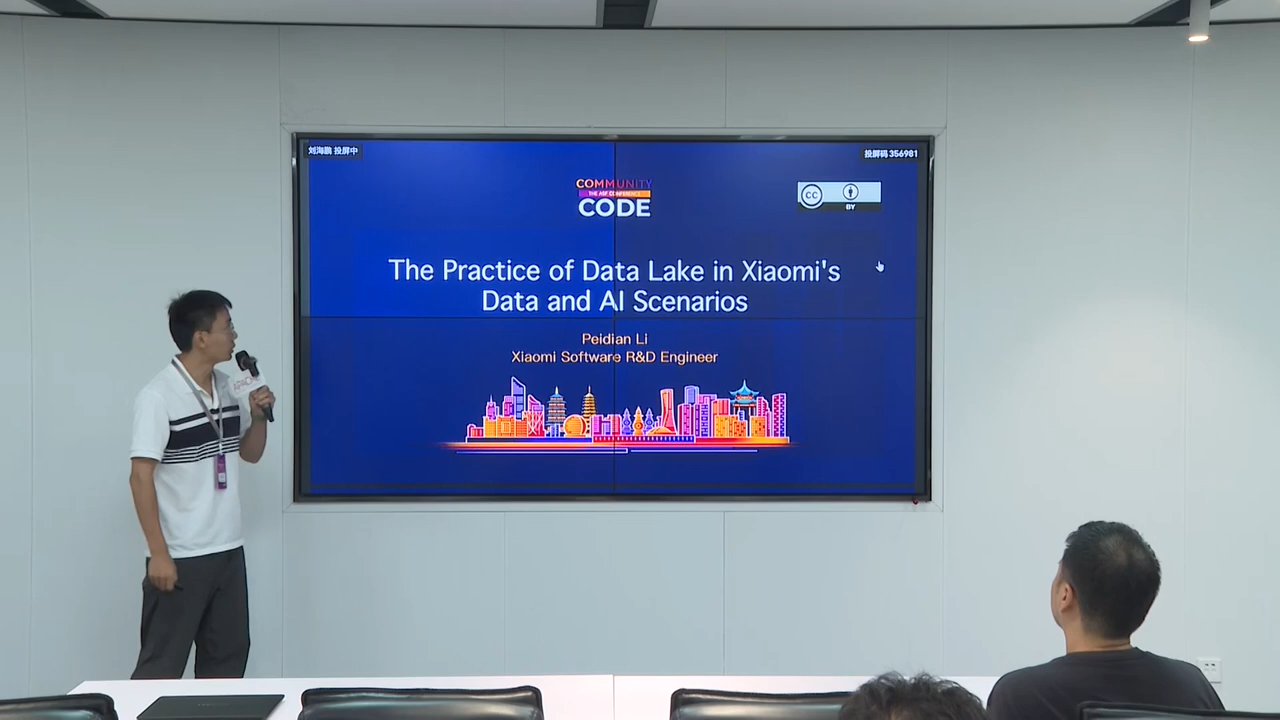 刘海鹏 投屏中
投屏码 356981
COMMUNITY
THE ASF CONFERENCE
CODE
CC
BY
The Practice of Data Lake in Xiaomi's
Data and AI Scenarios
Peidian Li
Xiaomi Software R&D Engineer